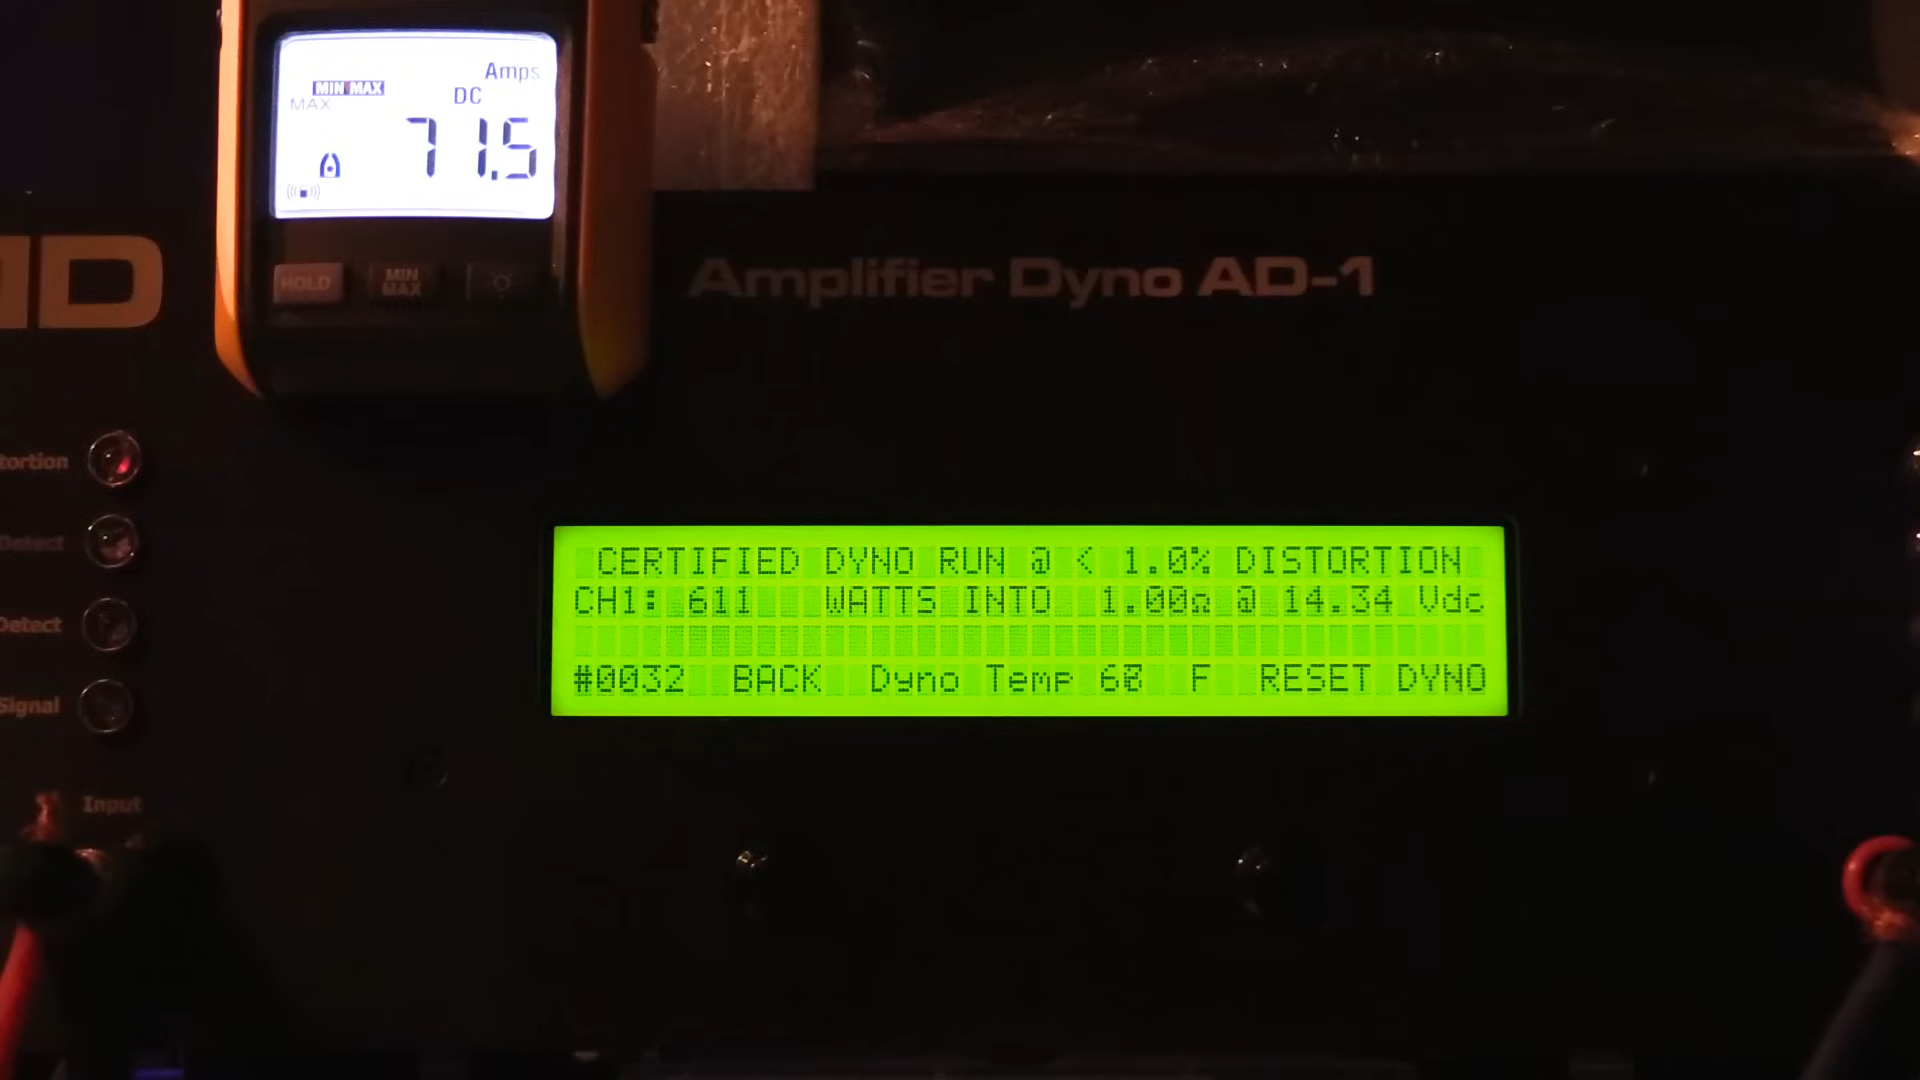 Amps
MIN MAX
MAX
DC
71.5
HOLD
MIN
MAX
Amplifier Dyno AD-1
tortion
Detect
Detect
Signal
Input
CERTIFIED DYNO RUN @ < 1.0% DISTORTION
CH1: 611 WATTS INTO 1.00Ω @ 14.34 Vdc
#0032 BACK Dyno Temp F RESET DYNO